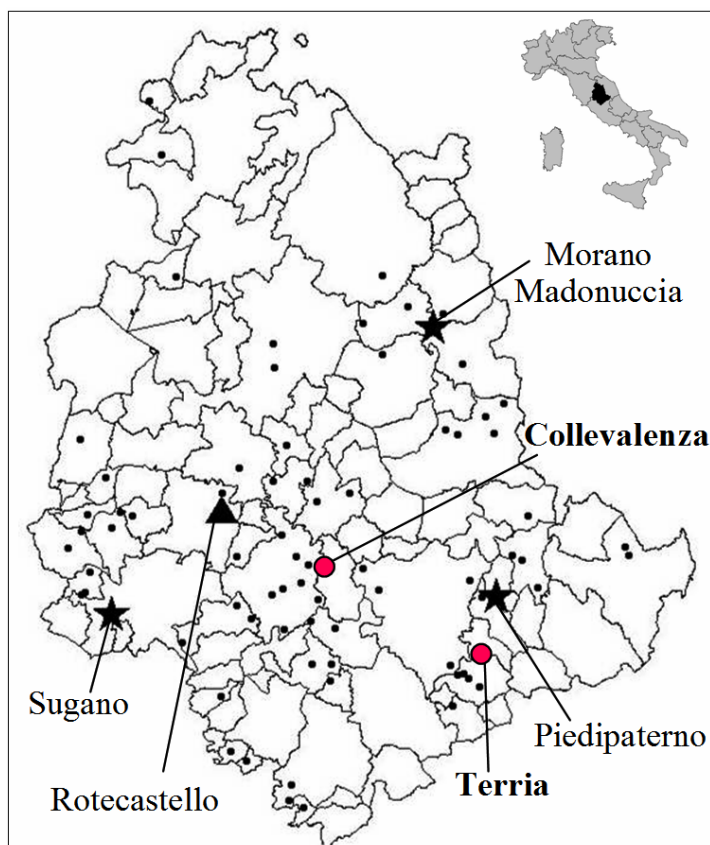 Morano
Madonuccia
Collevalenza
Sugano
Piedipaterno
Rotecastello
Terria